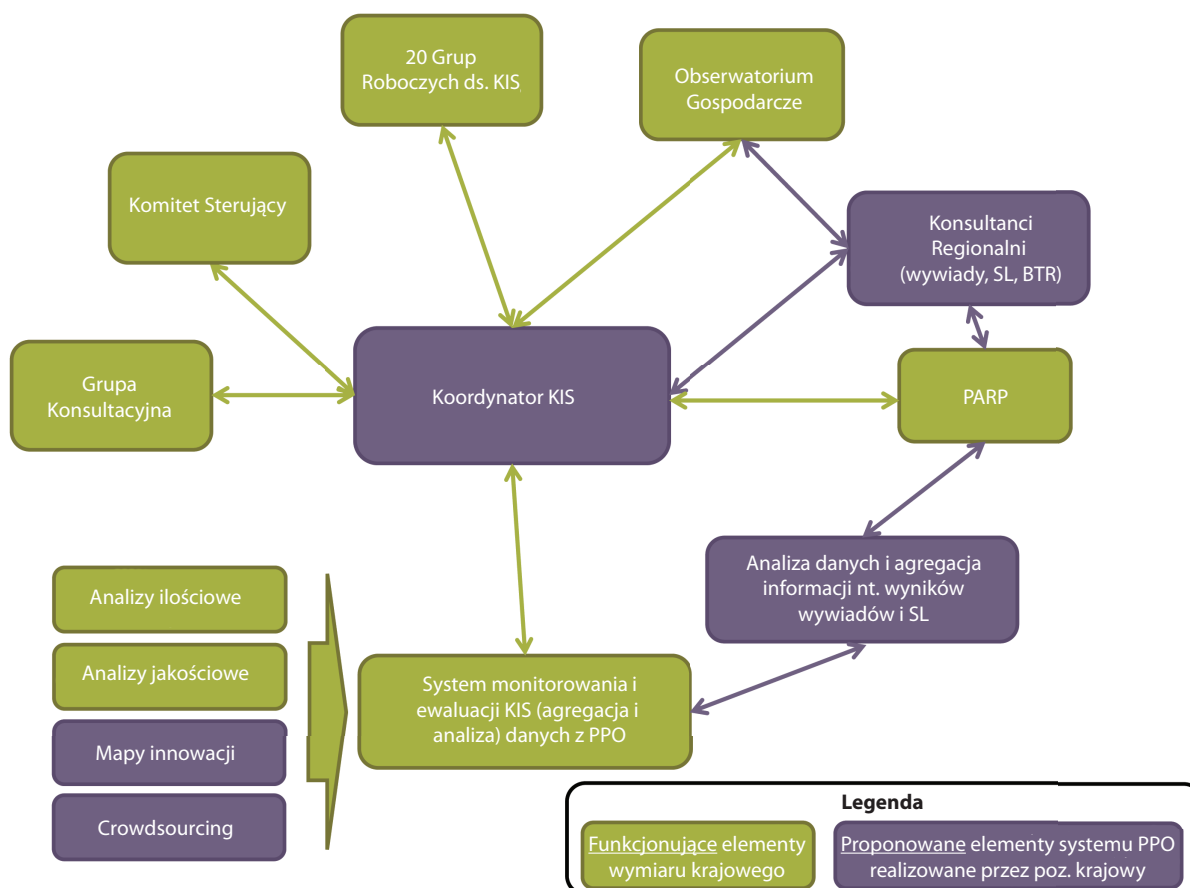 20 Grup
Roboczych ds. KIS
Obserwatorium
Gospodarcze
Komitet Sterujący
Konsultanci
Regionalni
(wywiady, SL, BTR)
Grupa
Konsultacyjna
Koordynator KIS
PARP
Analiza danych i agregacja
informacji nt. wyników
wywiadów i SL
Analizy ilościowe
Analizy jakościowe
Mapy innowacji
Crowdsourcing
System monitorowania i
ewaluacji KIS (agregacja i
analiza) danych z PPO
Legenda
Funkcjonujące elementy
wymiaru krajowego
Proponowane elementy systemu PPO
realizowane przez poz. krajowy